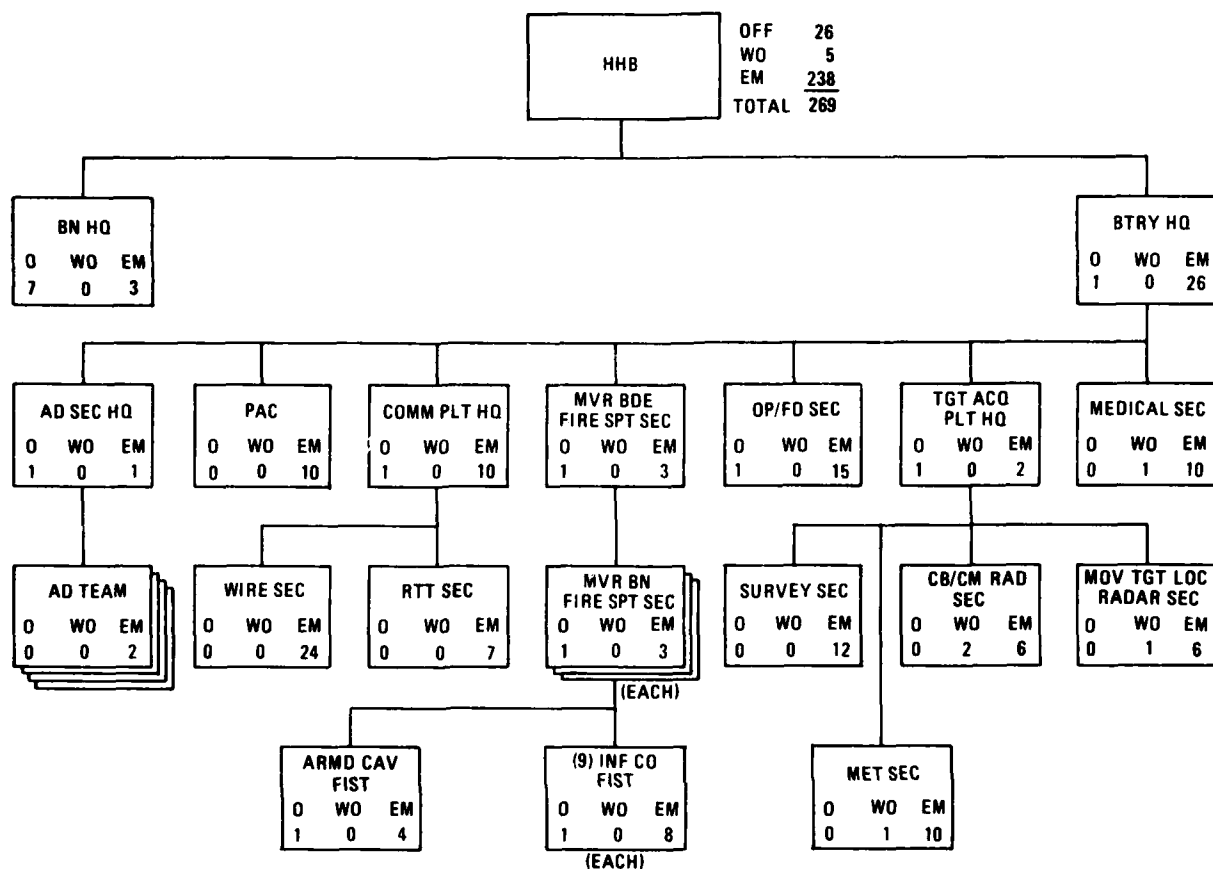 HHB
OFF 26
WO 5
EM 238
TOTAL 269
BN HQ
O WO EM
7 0 3
BTRY HQ
O WO EM
1 0 26
AD SEC HQ
O WO EM
1 0 1
PAC
O WO EM
0 0 10
COMM PLT HQ
O WO EM
1 0 10
MVR BDE
FIRE SPT SEC
O WO EM
1 0 3
OP/FD SEC
O WO EM
1 0 15
TGT ACQ
PLT HQ
O WO EM
1 0 2
MEDICAL SEC
O WO EM
0 1 10
AD TEAM
O WO EM
0 0 2
WIRE SEC
O WO EM
0 0 24
RTT SEC
O WO EM
0 0 7
MVR BN
FIRE SPT SEC
O WO EM
1 0 3
(EACH)
SURVEY SEC
O WO EM
0 0 12
CB/CM RAD
SEC
O WO EM
0 2 6
MOV TGT LOC
RADAR SEC
O WO EM
0 1 6
ARMD CAV
FIST
O WO EM
1 0 4
(9) INF CO
FIST
O WO EM
1 0 8
(EACH)
MET SEC
O WO EM
0 1 10